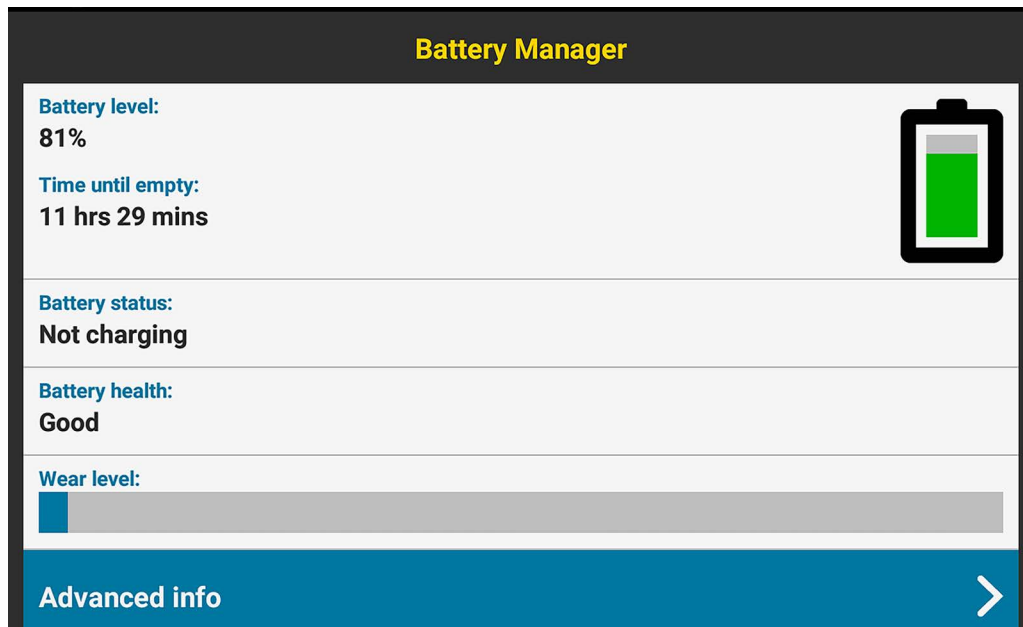 Battery Manager
Battery level:
81%
Time until empty:
11 hrs 29 mins
Battery status:
Not charging
Battery health:
Good
Wear level:
Advanced info